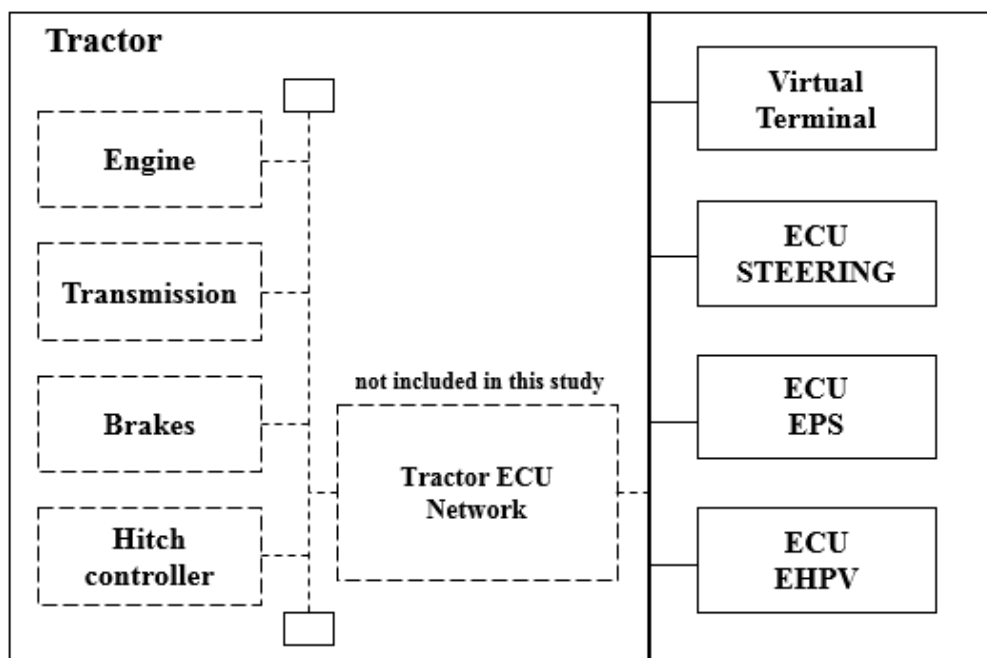 Tractor
Engine
Transmission
Brakes
Hitch
controller
not included in this study
Tractor ECU
Network
Virtual
Terminal
ECU
STEERING
ECU
EPS
ECU
EHPV